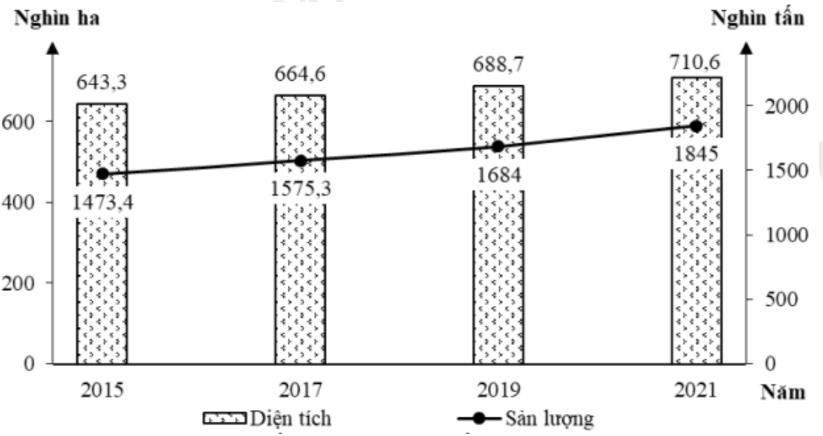 Nghìn ha Nghìn tấn
643,3 664,6 688,7 710,6
600 2000
1473,4 1575,3 1684 1845 1500
400
1000
200 500
0 0
2015 2017 2019 2021 Năm
Diện tích Sản lượng